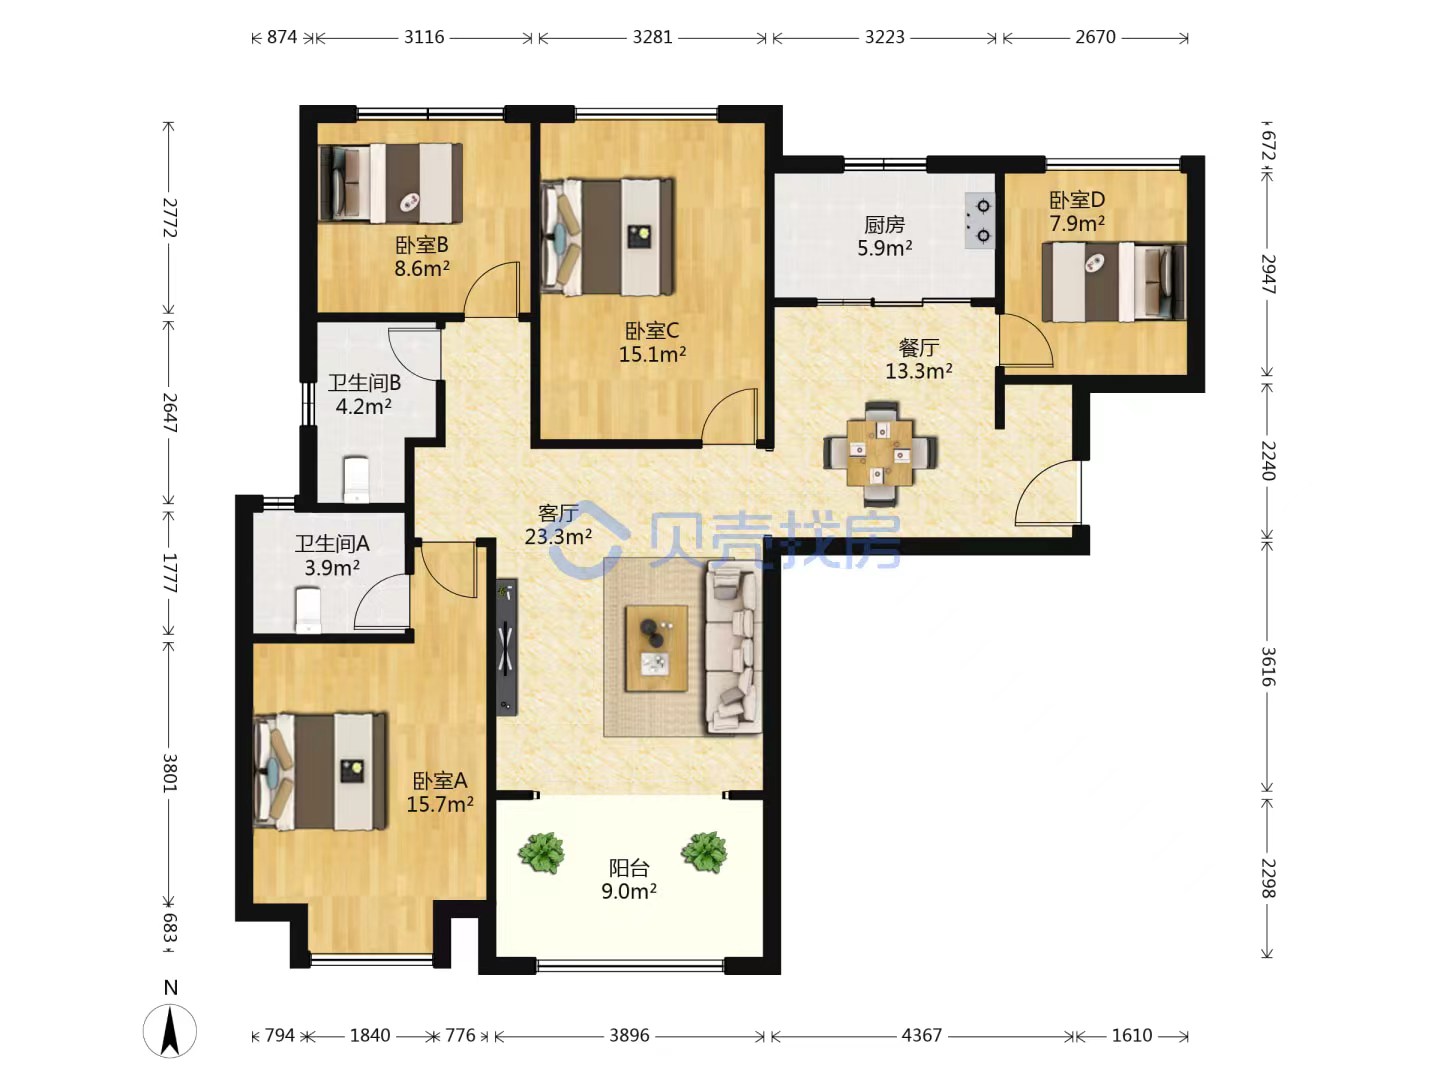 874 3116 3281 3223 2670
672
2772
2947
卧室D
7.9m²
厨房
5.9m²
卧室B
8.6m²
卧室C
15.1m²
餐厅
13.3m²
卫生间B
4.2m²
2647
2240
客厅
23.3m²
贝壳找房
卫生间A
3.9m²
1777
3616
3801
卧室A
15.7m²
阳台
9.0m²
2298
683
N
794 1840 776 3896 4367 1610